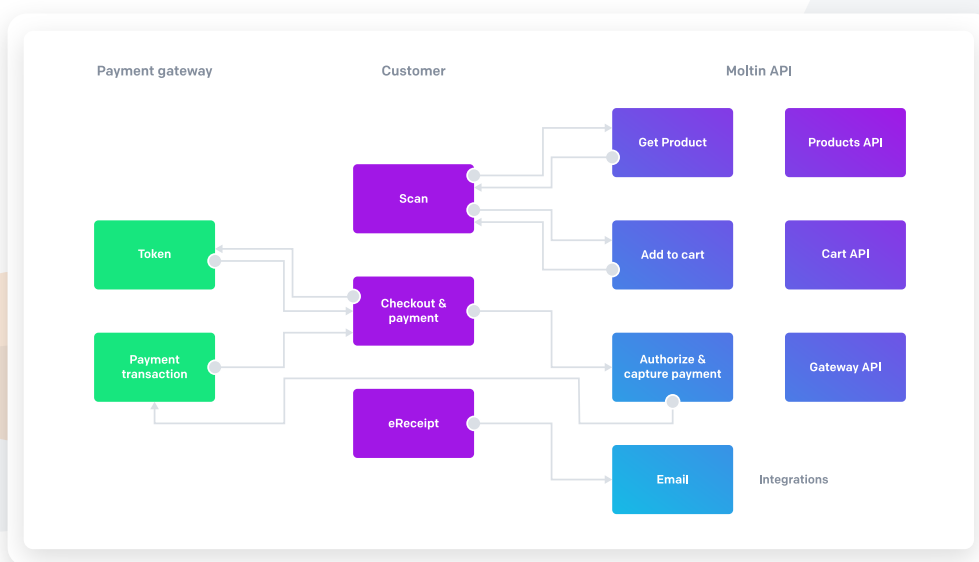 Payment gateway
Customer
Moltin API
Get Product
Products API
Scan
Token
Add to cart
Cart API
Checkout &
payment
Payment
transaction
Authorize &
capture payment
Gateway API
eReceipt
Email
Integrations